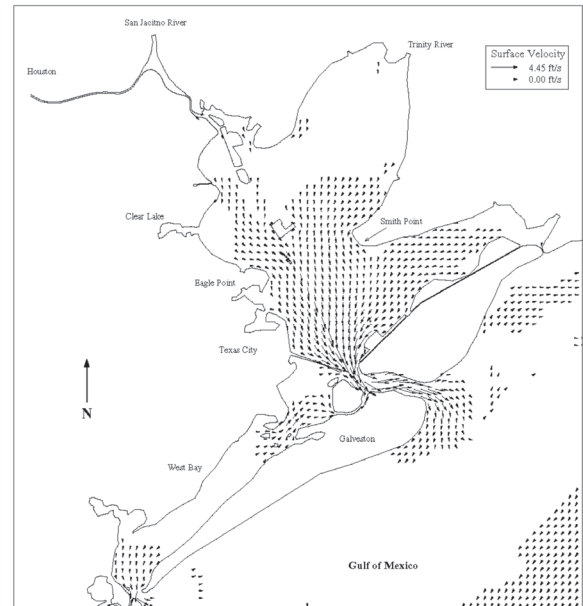 San Jacitno River
Trinity River
Houston
Surface Velocity
4.45 ft/s
0.00 ft/s
Clear Lake
Smith Point
Eagle Point
Texas City
N
Galveston
West Bay
Gulf of Mexico